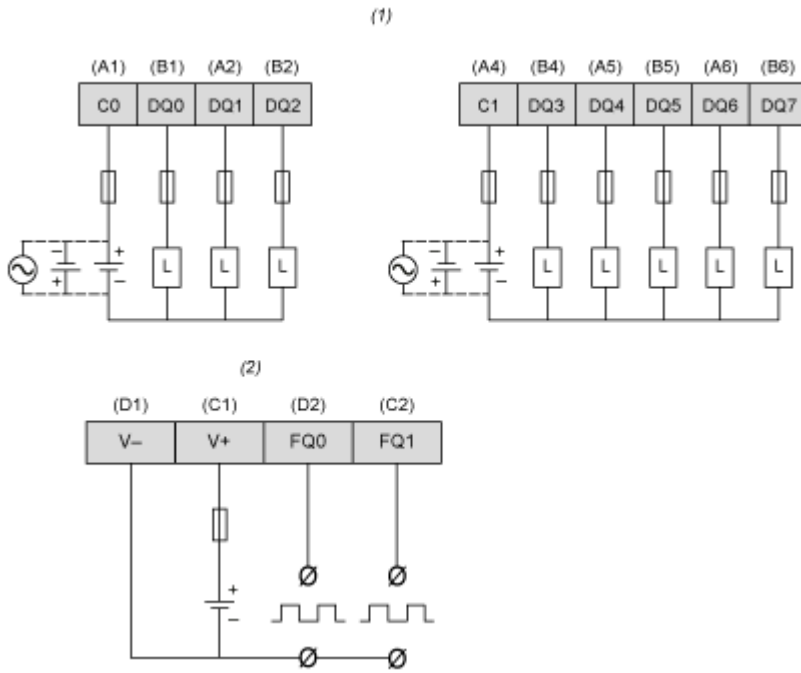 (1)
(A1) (B1) (A2) (B2) (A4) (B4) (A5) (B5) (A6) (B6)
C0 DQ0 DQ1 DQ2 C1 DQ3 DQ4 DQ5 DQ6 DQ7
– + – +
L L L L L L L L
+ – + –
(2)
(D1) (C1) (D2) (C2)
V– V+ FQ0 FQ1
+
–